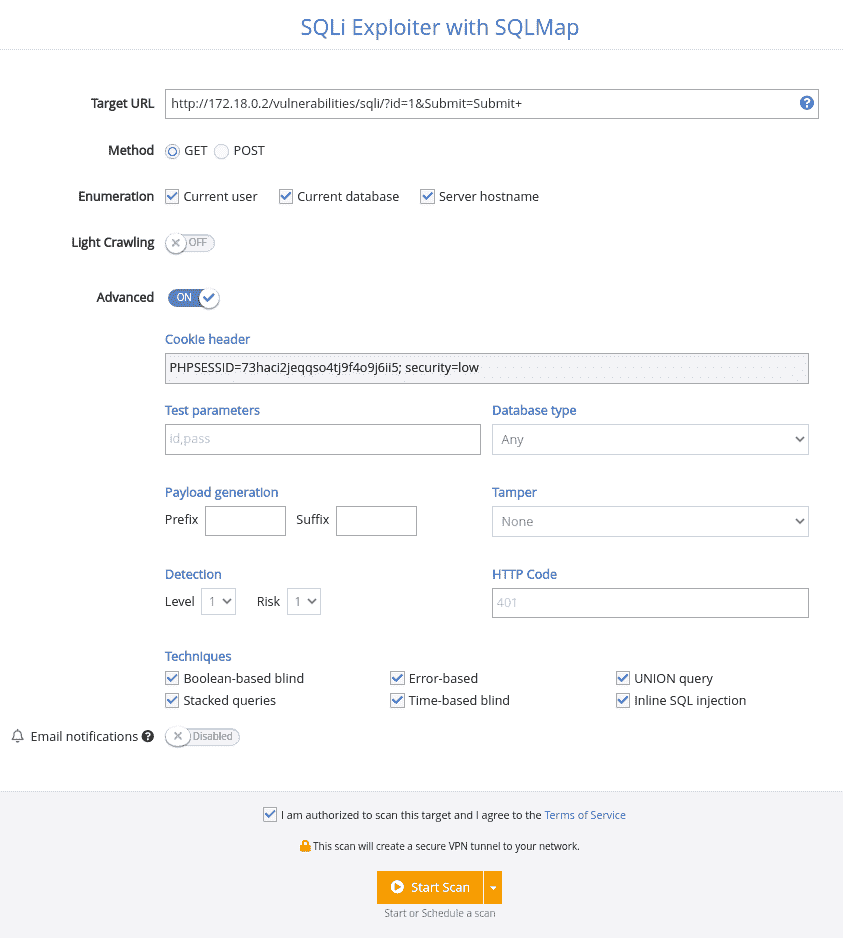 SQLi Exploiter with SQLMap
Target URL http://172.18.0.2/vulnerabilities/sqli/?id=1&Submit=Submit+ ?
Method GET POST
Enumeration Current user Current database Server hostname
Light Crawling OFF
Advanced ON
Cookie header
PHPSESSID=73haci2jeqqso4tj9f4o9j6ii5; security=low
Test parameters Database type
id,pass Any
Payload generation Tamper
Prefix Suffix None
Detection HTTP Code
Level 1 Risk 1 401
Techniques
Boolean-based blind Error-based UNION query
Stacked queries Time-based blind Inline SQL injection
Email notifications ? Disabled
I am authorized to scan this target and I agree to the Terms of Service
This scan will create a secure VPN tunnel to your network.
Start Scan
Start or Schedule a scan